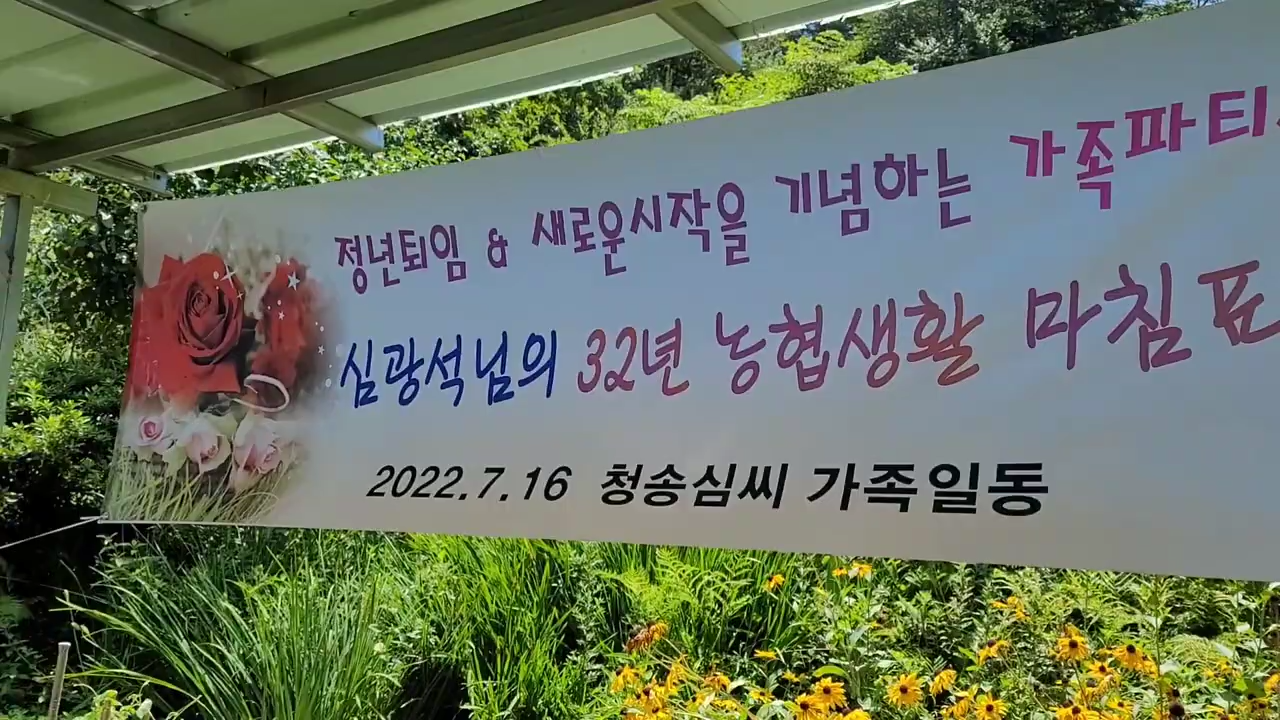 정년퇴임 & 새로운시작을 기념하는 가족파티
심광석님의 32년 농협생활 마침표
2022.7.16 청송심씨 가족일동